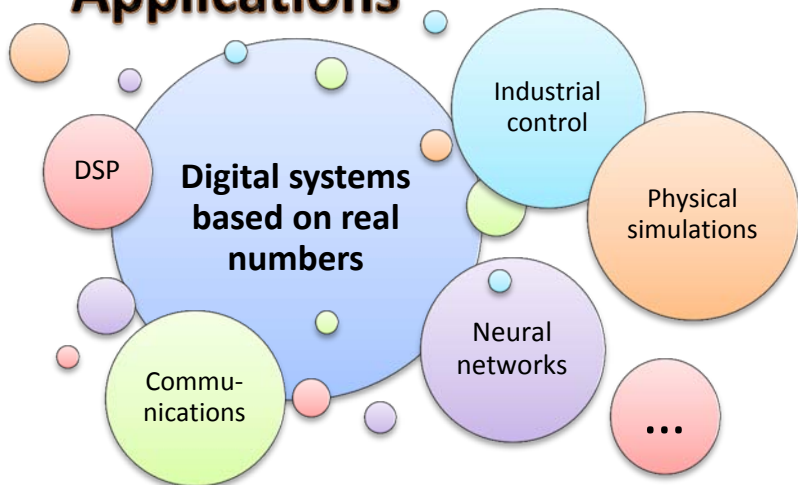 Applications
Industrial
control
DSP
Digital systems
based on real
numbers
Physical
simulations
Neural
networks
Commu-
nications
...